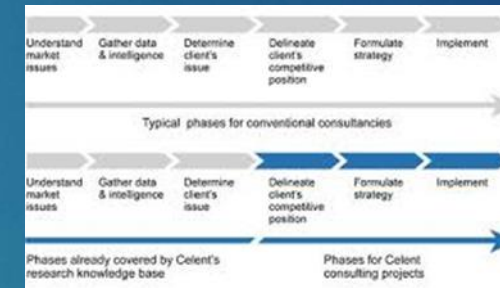 Understand market issues
Gather data & intelligence
Determine client's issue
Delineate client's competitive position
Formulate strategy
Implement
Typical phases for conventional consultancies
Understand market issues
Gather data & intelligence
Determine client's issue
Delineate client's competitive position
Formulate strategy
Implement
Phases already covered by Celent's
research knowledge base
Phases for Celent
consulting projects